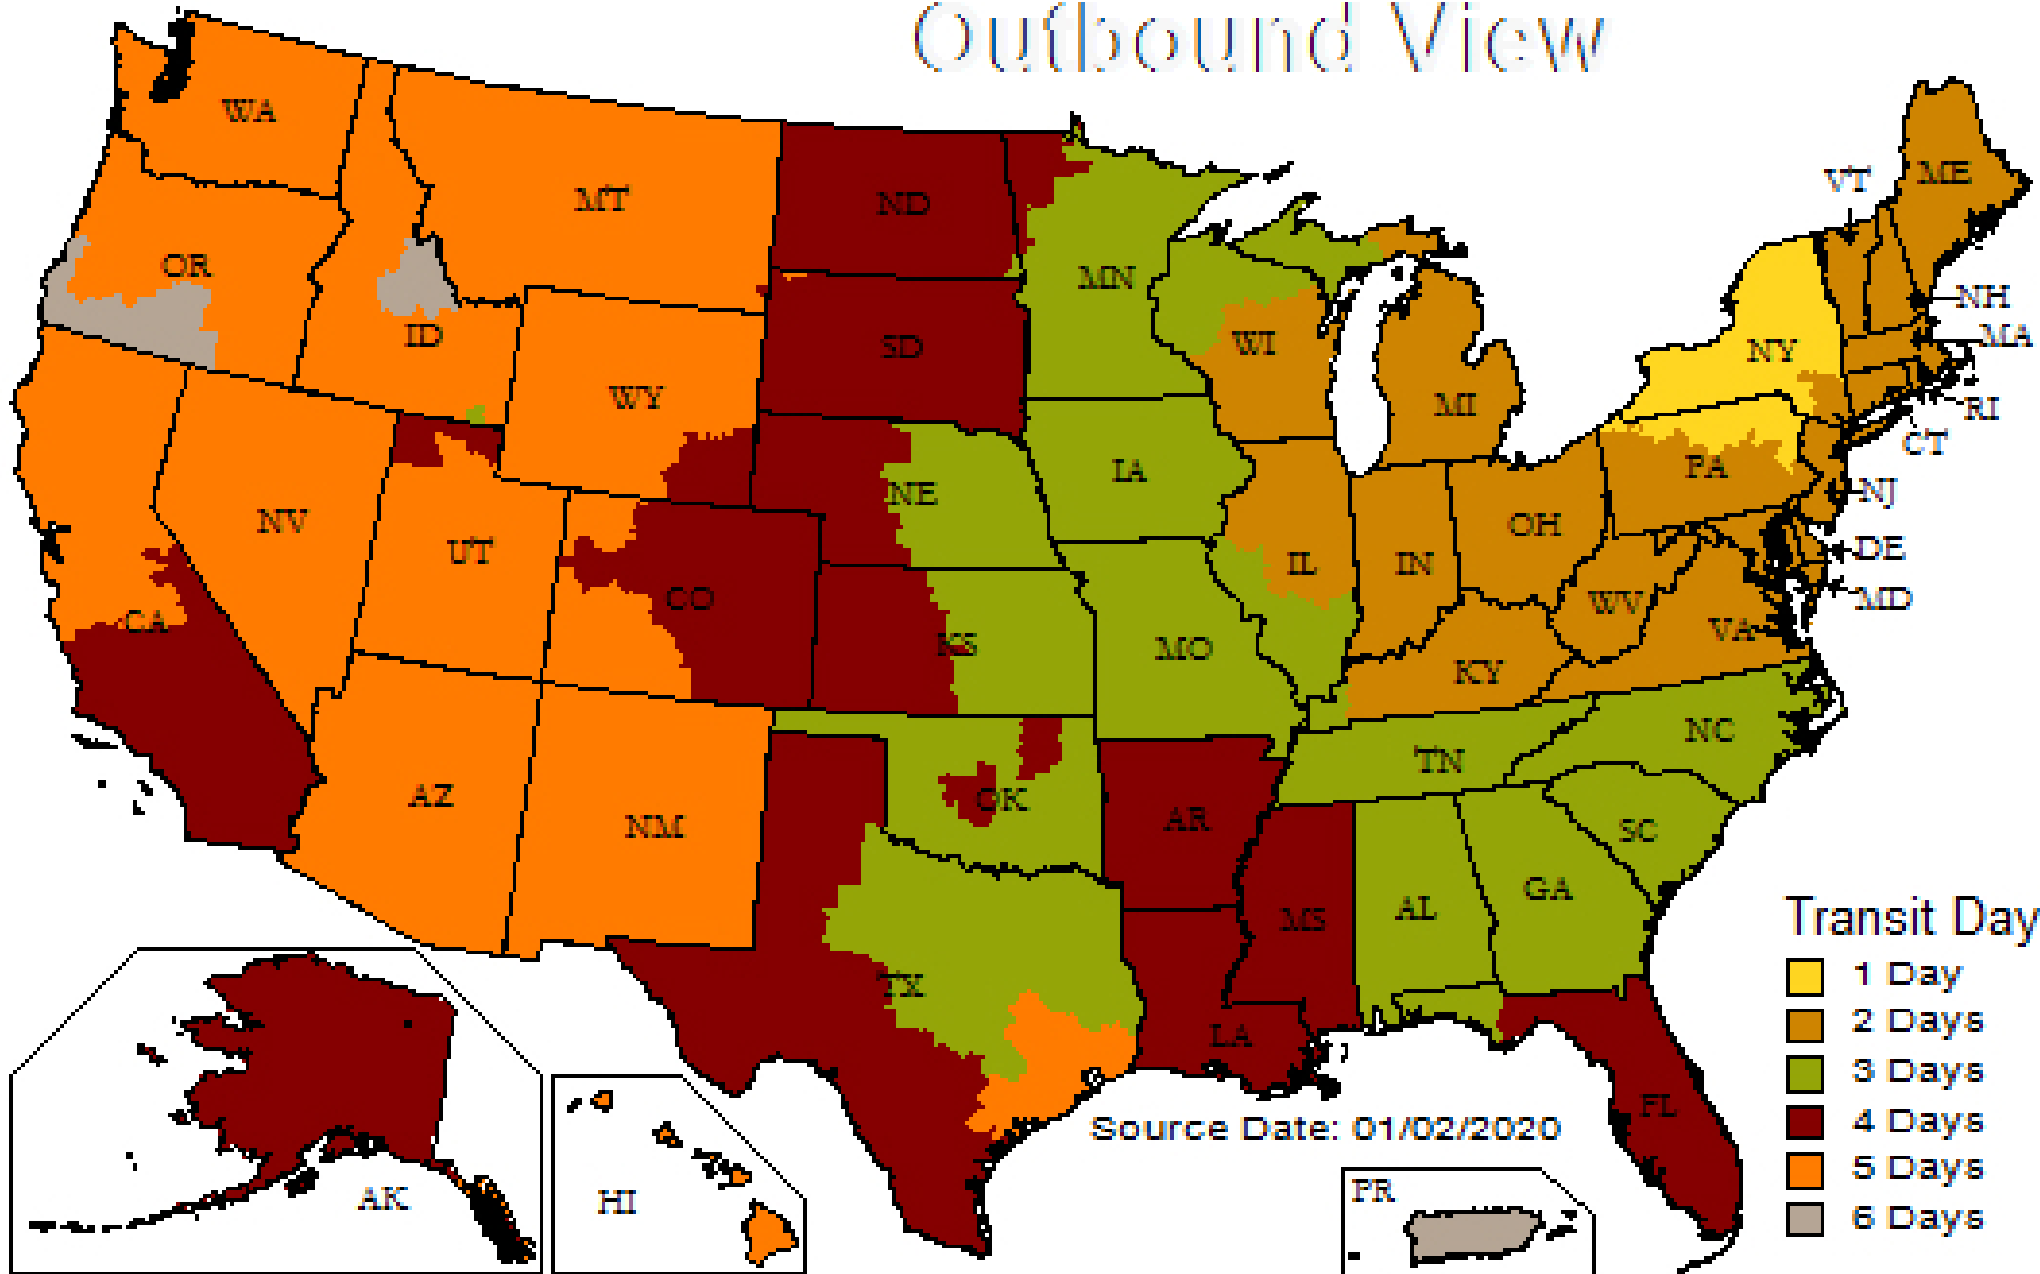 Outbound View
WA
MT
ND
VT
ME
OR
MN
NH
ID
SD
WI
MA
NY
WY
MI
RI
CT
IA
PA
NE
NJ
NV
UT
OH
IL
IN
DE
CO
MD
WV
CA
KS
MO
VA
KY
NC
TN
AZ
OK
NM
AR
SC
GA
AL
MS
TX
LA
FL
Transit Day
1 Day
2 Days
3 Days
4 Days
5 Days
6 Days
Source Date: 01/02/2020
AK
HI
PR